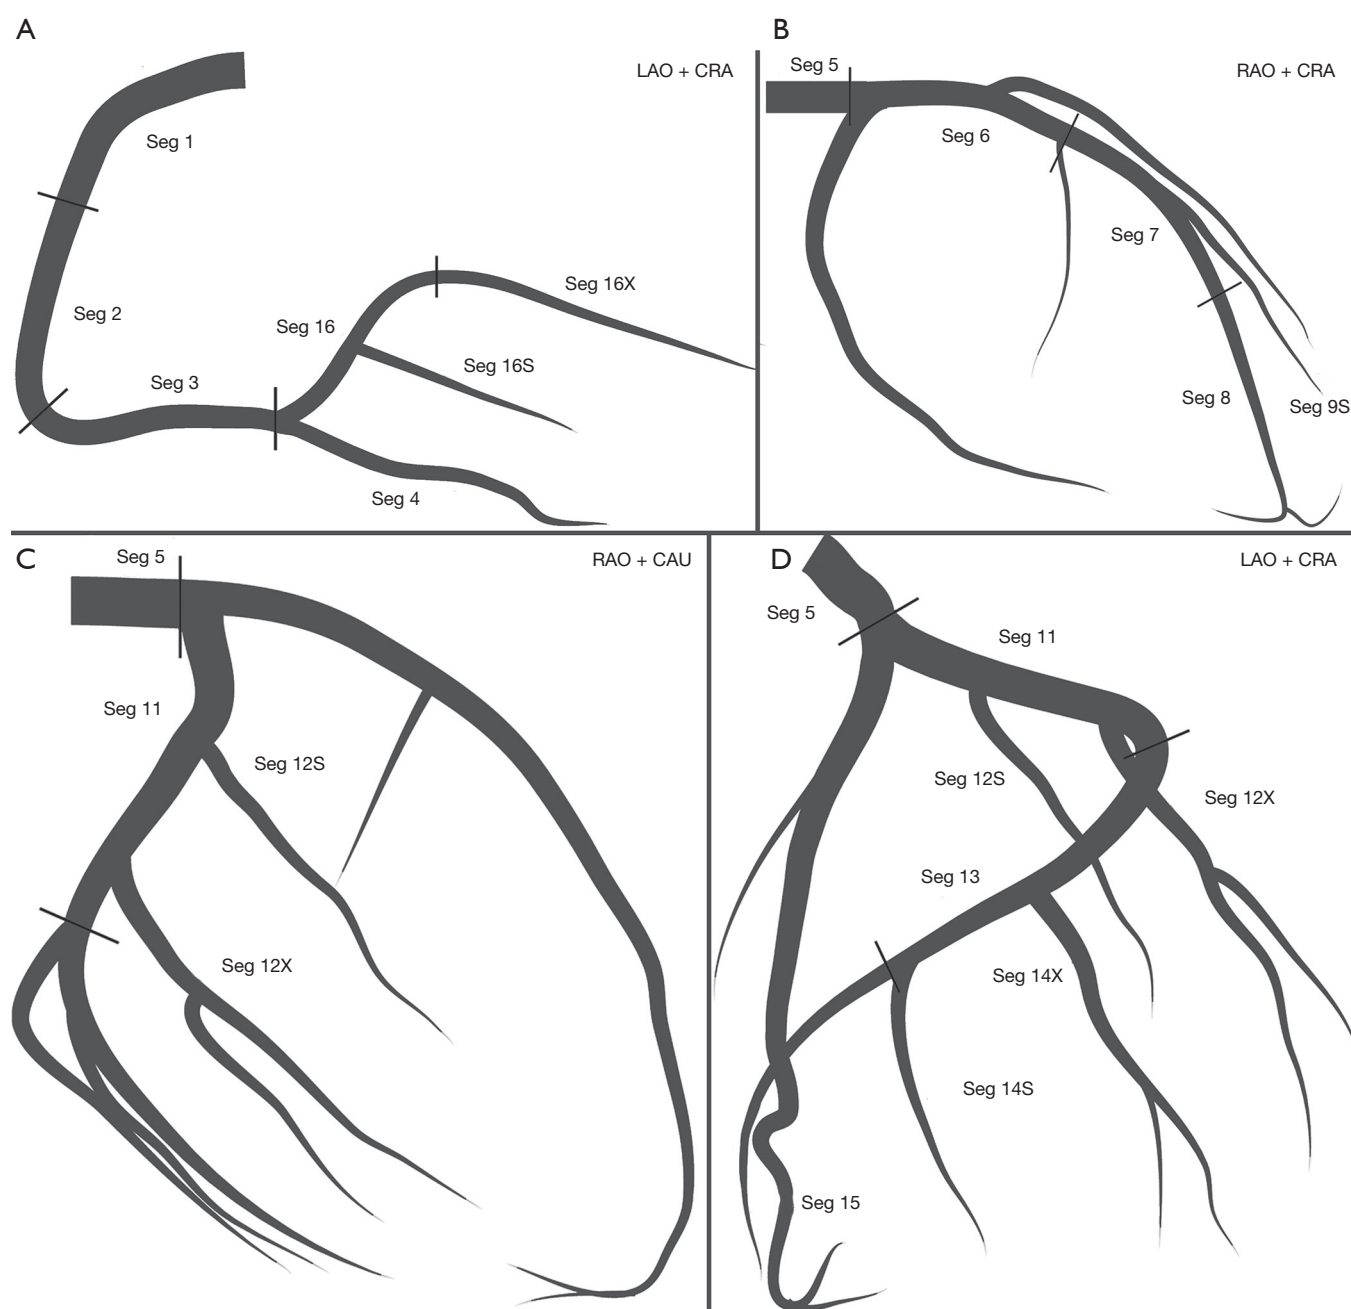 A
LAO + CRA
Seg 1
Seg 2
Seg 3
Seg 16
Seg 16X
Seg 16S
Seg 4
B
Seg 5
RAO + CRA
Seg 6
Seg 7
Seg 8
Seg 9S
C
Seg 5
RAO + CAU
Seg 11
Seg 12S
Seg 12X
D
LAO + CRA
Seg 5
Seg 11
Seg 12S
Seg 12X
Seg 13
Seg 14X
Seg 14S
Seg 15